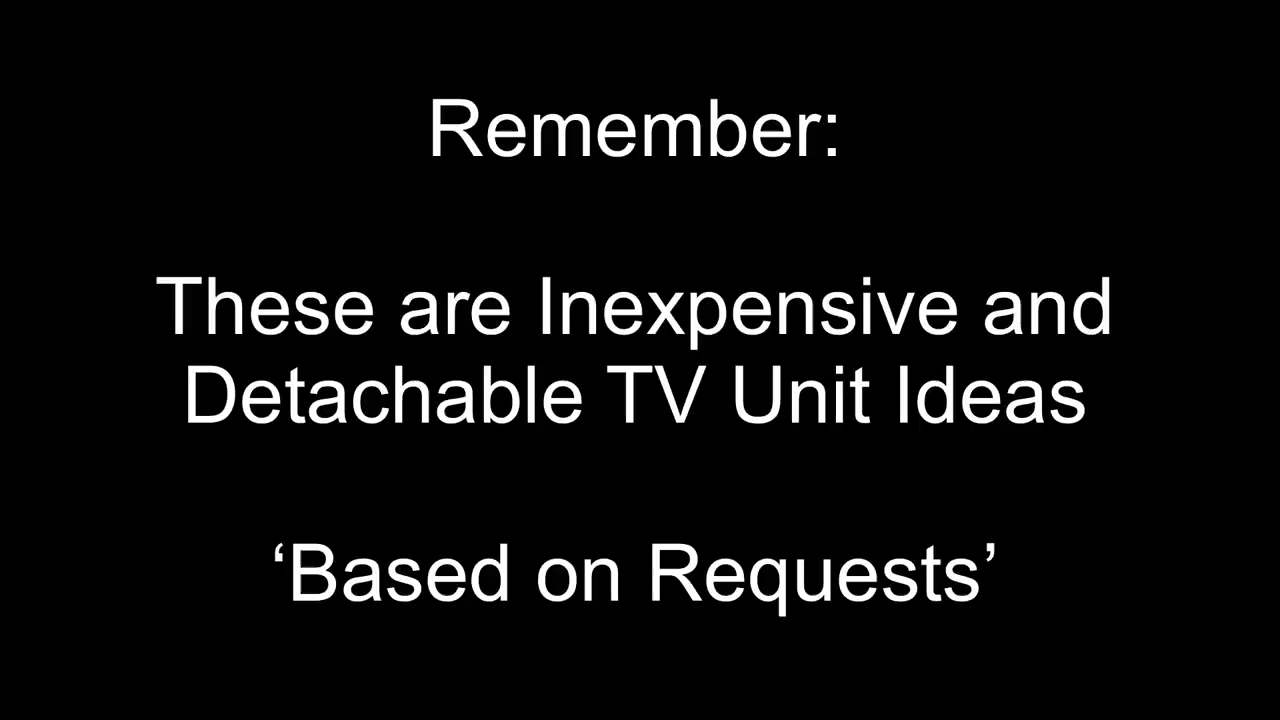 Remember:
These are Inexpensive and
Detachable TV Unit Ideas
‘Based on Requests’